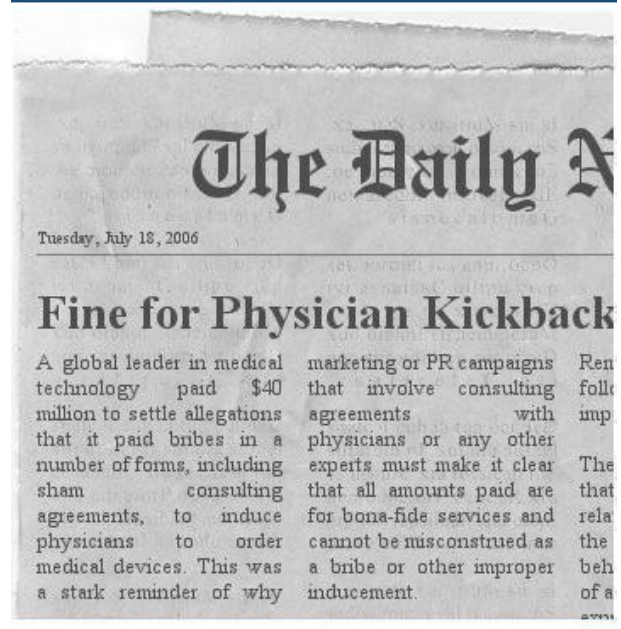 The Daily
Tuesday, July 18, 2006
Fine for Physician Kickback
A global leader in medical
technology paid $40
million to settle allegations
that it paid bribes in a
number of forms, including
sham consulting
agreements, to induce
physicians to order
medical devices. This was
a stark reminder of why
marketing or PR campaigns
that involve consulting
agreements with
physicians or any other
experts must make it clear
that all amounts paid are
for bona-fide services and
cannot be misconstrued as
a bribe or other improper
inducement.
The
that
the
of a